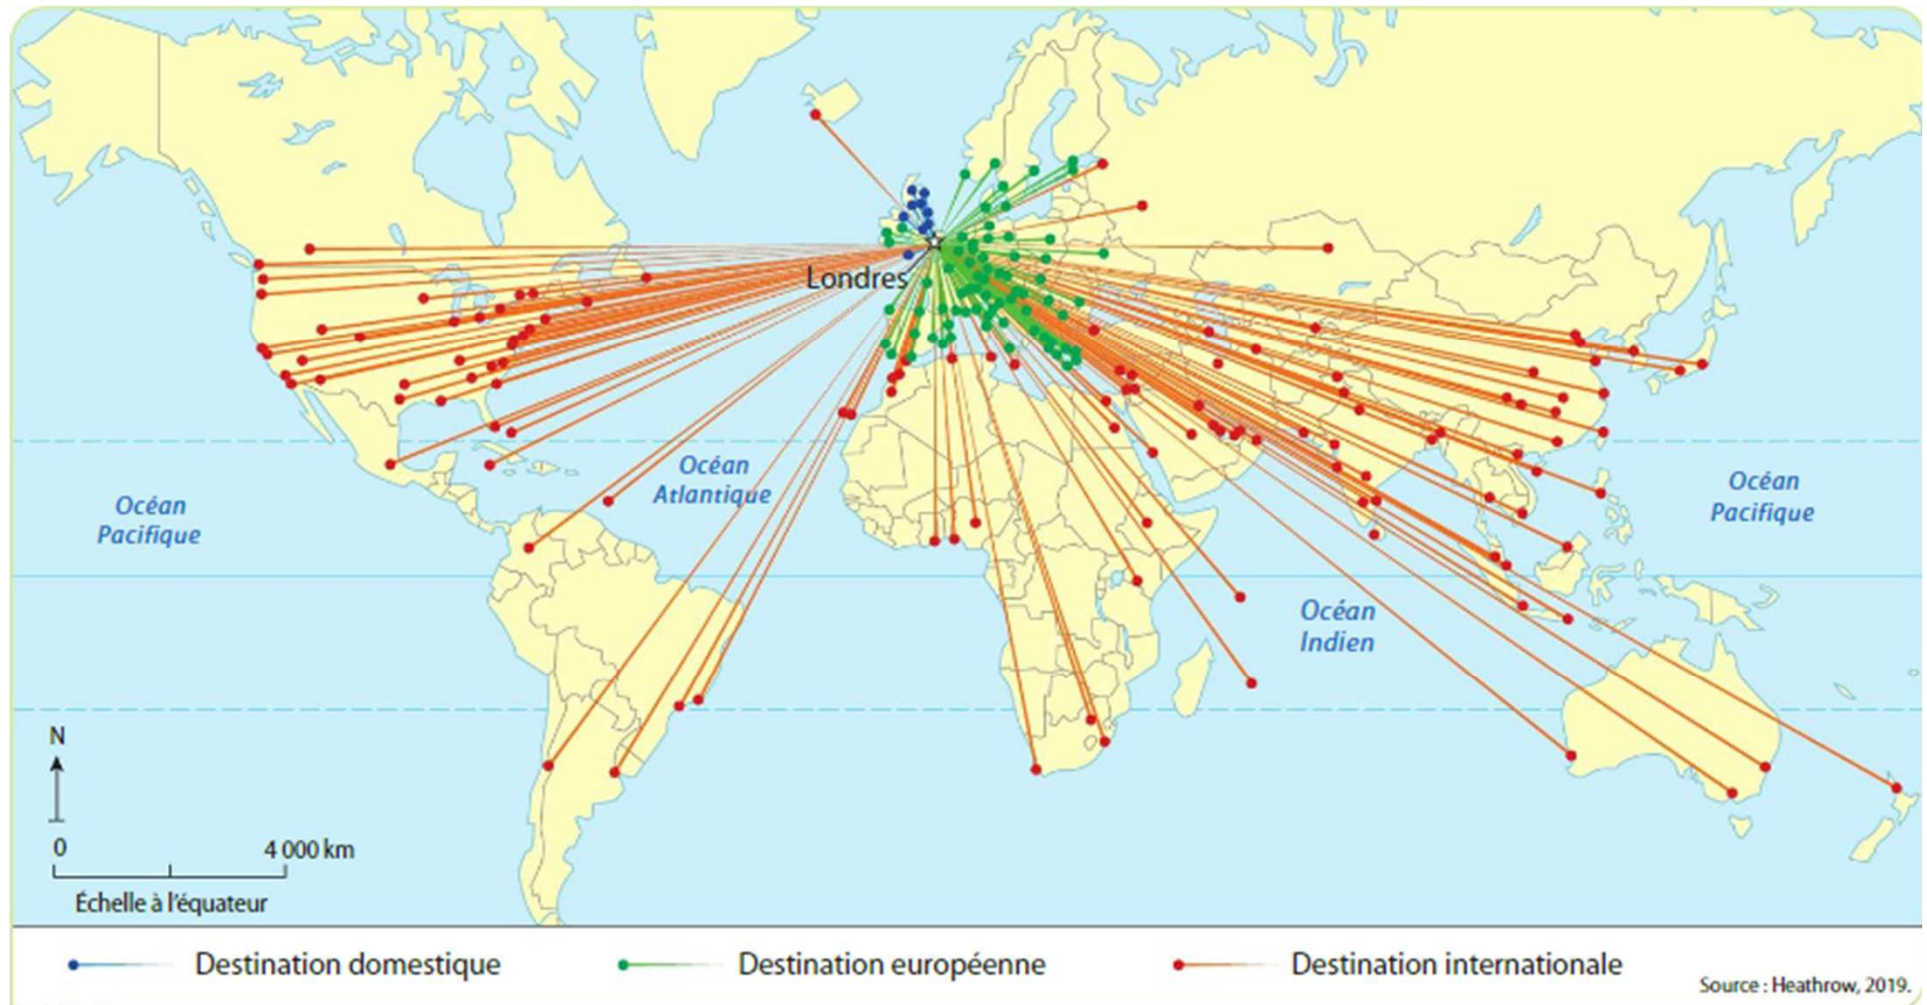 Londres
Océan
Atlantique
Océan
Pacifique
Océan
Pacifique
Océan
Indien
N
0
4 000 km
Échelle à l'équateur
Destination domestique
Destination européenne
Destination internationale
Source : Heathrow, 2019.